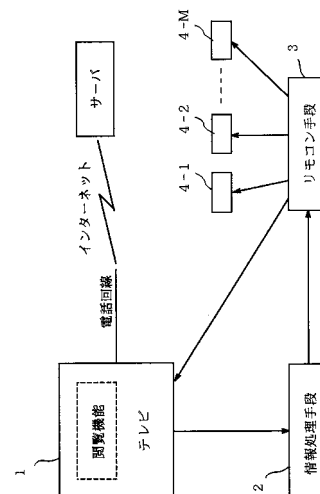 1
閲覧機能
テレビ
電話回線
インターネット
サーバ
2
情報処理手段
3
リモコン手段
4-1
4-2
4-M